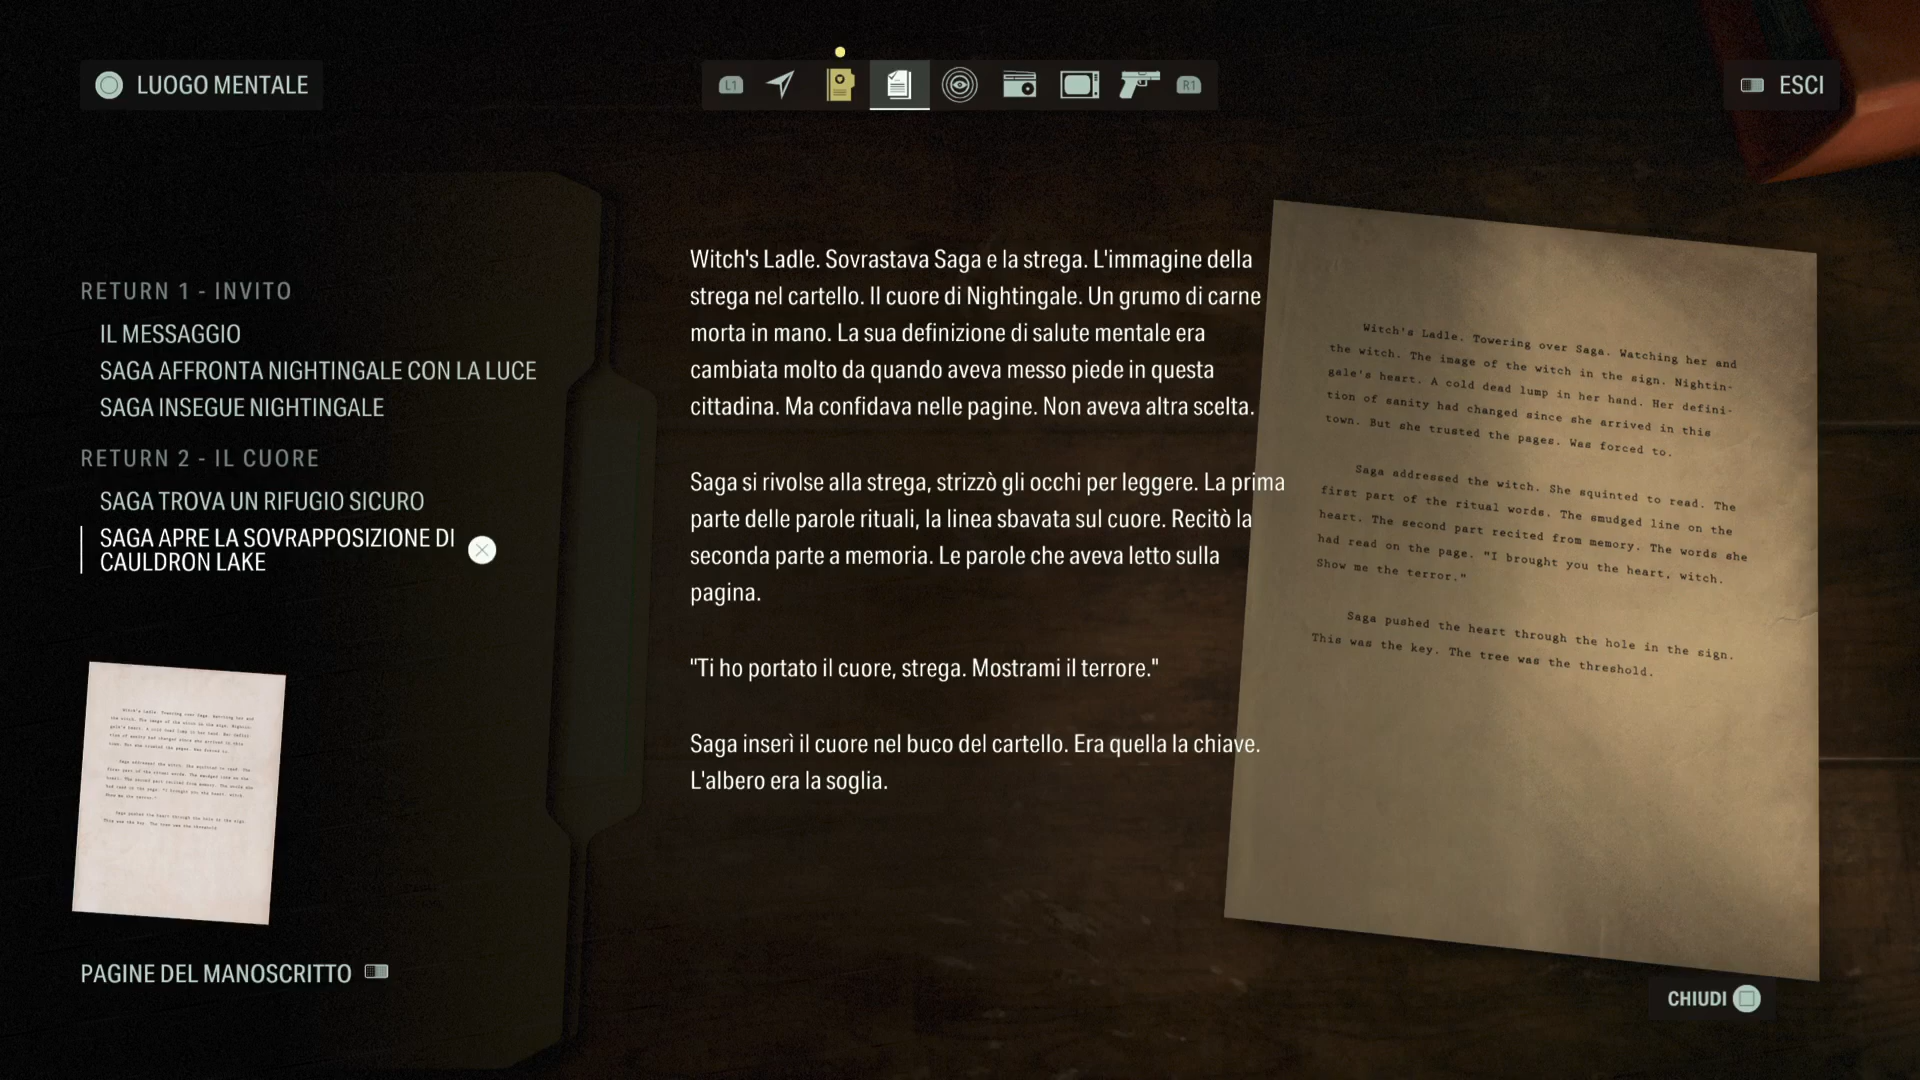 LUOGO MENTALE
L1
R1
ESCI
RETURN 1 - INVITO
IL MESSAGGIO
SAGA AFFRONTA NIGHTINGALE CON LA LUCE
SAGA INSEGUE NIGHTINGALE
RETURN 2 - IL CUORE
SAGA TROVA UN RIFUGIO SICURO
SAGA APRE LA SOVRAPPOSIZIONE DI
CAULDRON LAKE
PAGINE DEL MANOSCRITTO
Witch's Ladle. Sovrastava Saga e la strega. L'immagine della
strega nel cartello. Il cuore di Nightingale. Un grumo di carne
morta in mano. La sua definizione di salute mentale era
cambiata molto da quando aveva messo piede in questa
cittadina. Ma confidava nelle pagine. Non aveva altra scelta.
Saga si rivolse alla strega, strizzò gli occhi per leggere. La prima
parte delle parole rituali, la linea sbavata sul cuore. Recitò la
seconda parte a memoria. Le parole che aveva letto sulla
pagina.
"Ti ho portato il cuore, strega. Mostrami il terrore."
Saga inserì il cuore nel buco del cartello. Era quella la chiave.
L'albero era la soglia.
Witch's Ladle. Towering over Saga. Watching her and
the witch. The image of the witch in the sign. Nightin-
gale's heart. A cold dead lump in her hand. Her defini-
tion of sanity had changed since she arrived in this
town. But she trusted the pages. Was forced to.
Saga addressed the witch. She squinted to read. The
first part of the ritual words. The smudged line on the
heart. The second part recited from memory. The words she
had read on the page. "I brought you the heart, witch.
Show me the terror."
Saga pushed the heart through the hole in the sign.
This was the key. The tree was the threshold.
CHIUDI